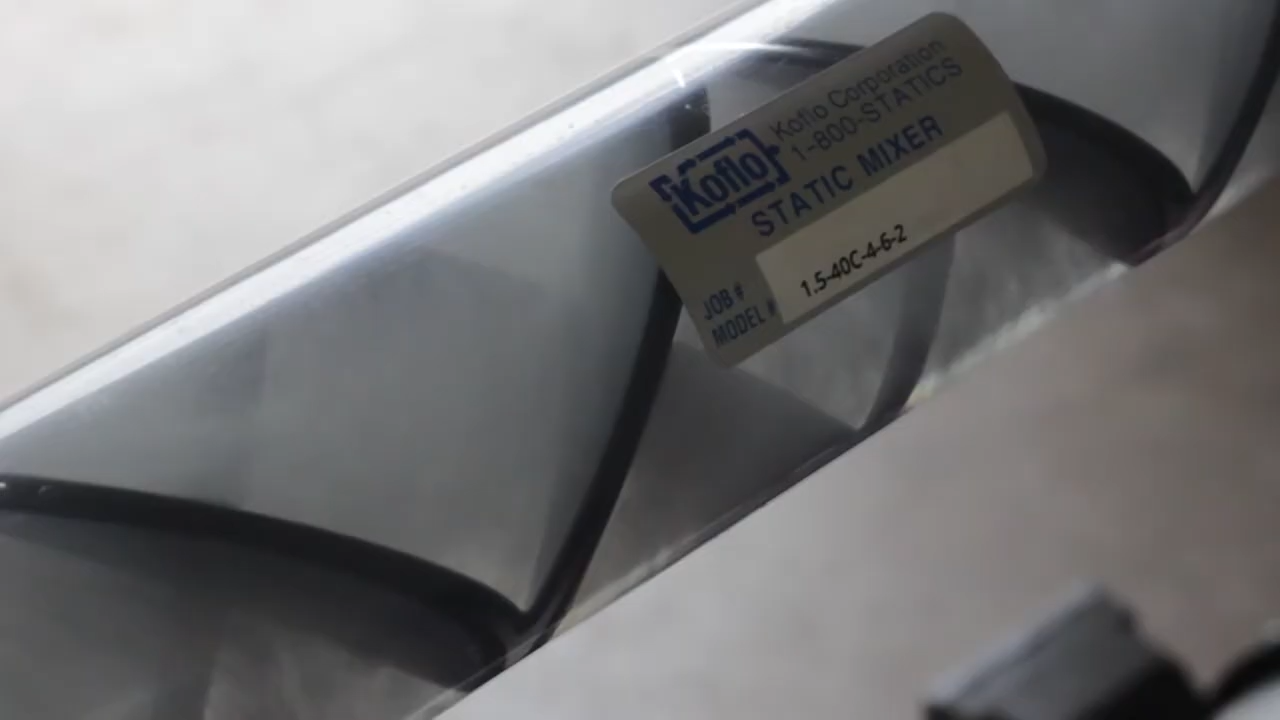 Koflo
Koflo Corporation
1-800-STATICS
STATIC MIXER
JOB #
MODEL # 1.5-40C-4-6-2